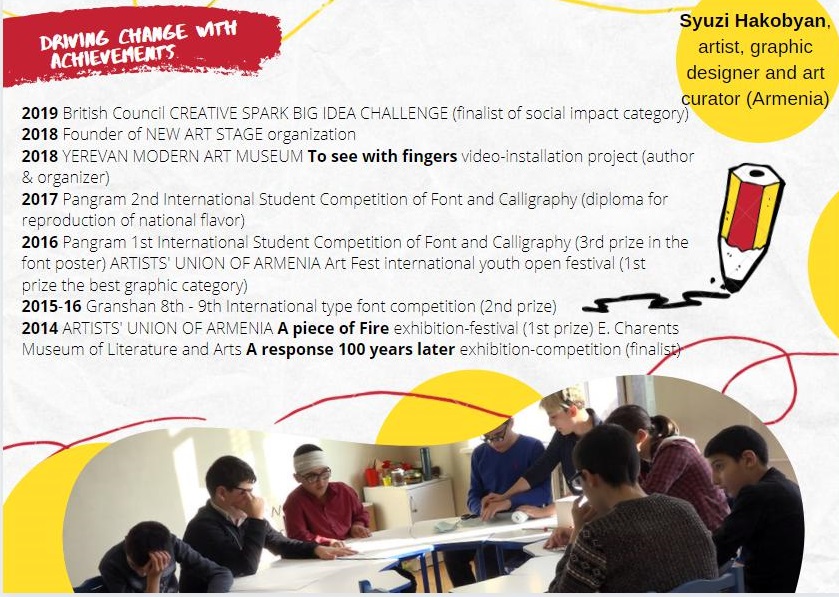 DRIVING CHANGE WITH
ACHIEVEMENTS
Syuzi Hakobyan,
artist, graphic
designer and art
curator (Armenia)
2019 British Council CREATIVE SPARK BIG IDEA CHALLENGE (finalist of social impact category)
2018 Founder of NEW ART STAGE organization
2018 YEREVAN MODERN ART MUSEUM To see with fingers video-installation project (author
& organizer)
2017 Pangram 2nd International Student Competition of Font and Calligraphy (diploma for
reproduction of national flavor)
2016 Pangram 1st International Student Competition of Font and Calligraphy (3rd prize in the
font poster) ARTISTS' UNION OF ARMENIA Art Fest international youth open festival (1st
prize the best graphic category)
2015-16 Granshan 8th - 9th International type font competition (2nd prize)
2014 ARTISTS' UNION OF ARMENIA A piece of Fire exhibition-festival (1st prize) E. Charents
Museum of Literature and Arts A response 100 years later exhibition-competition (finalist)